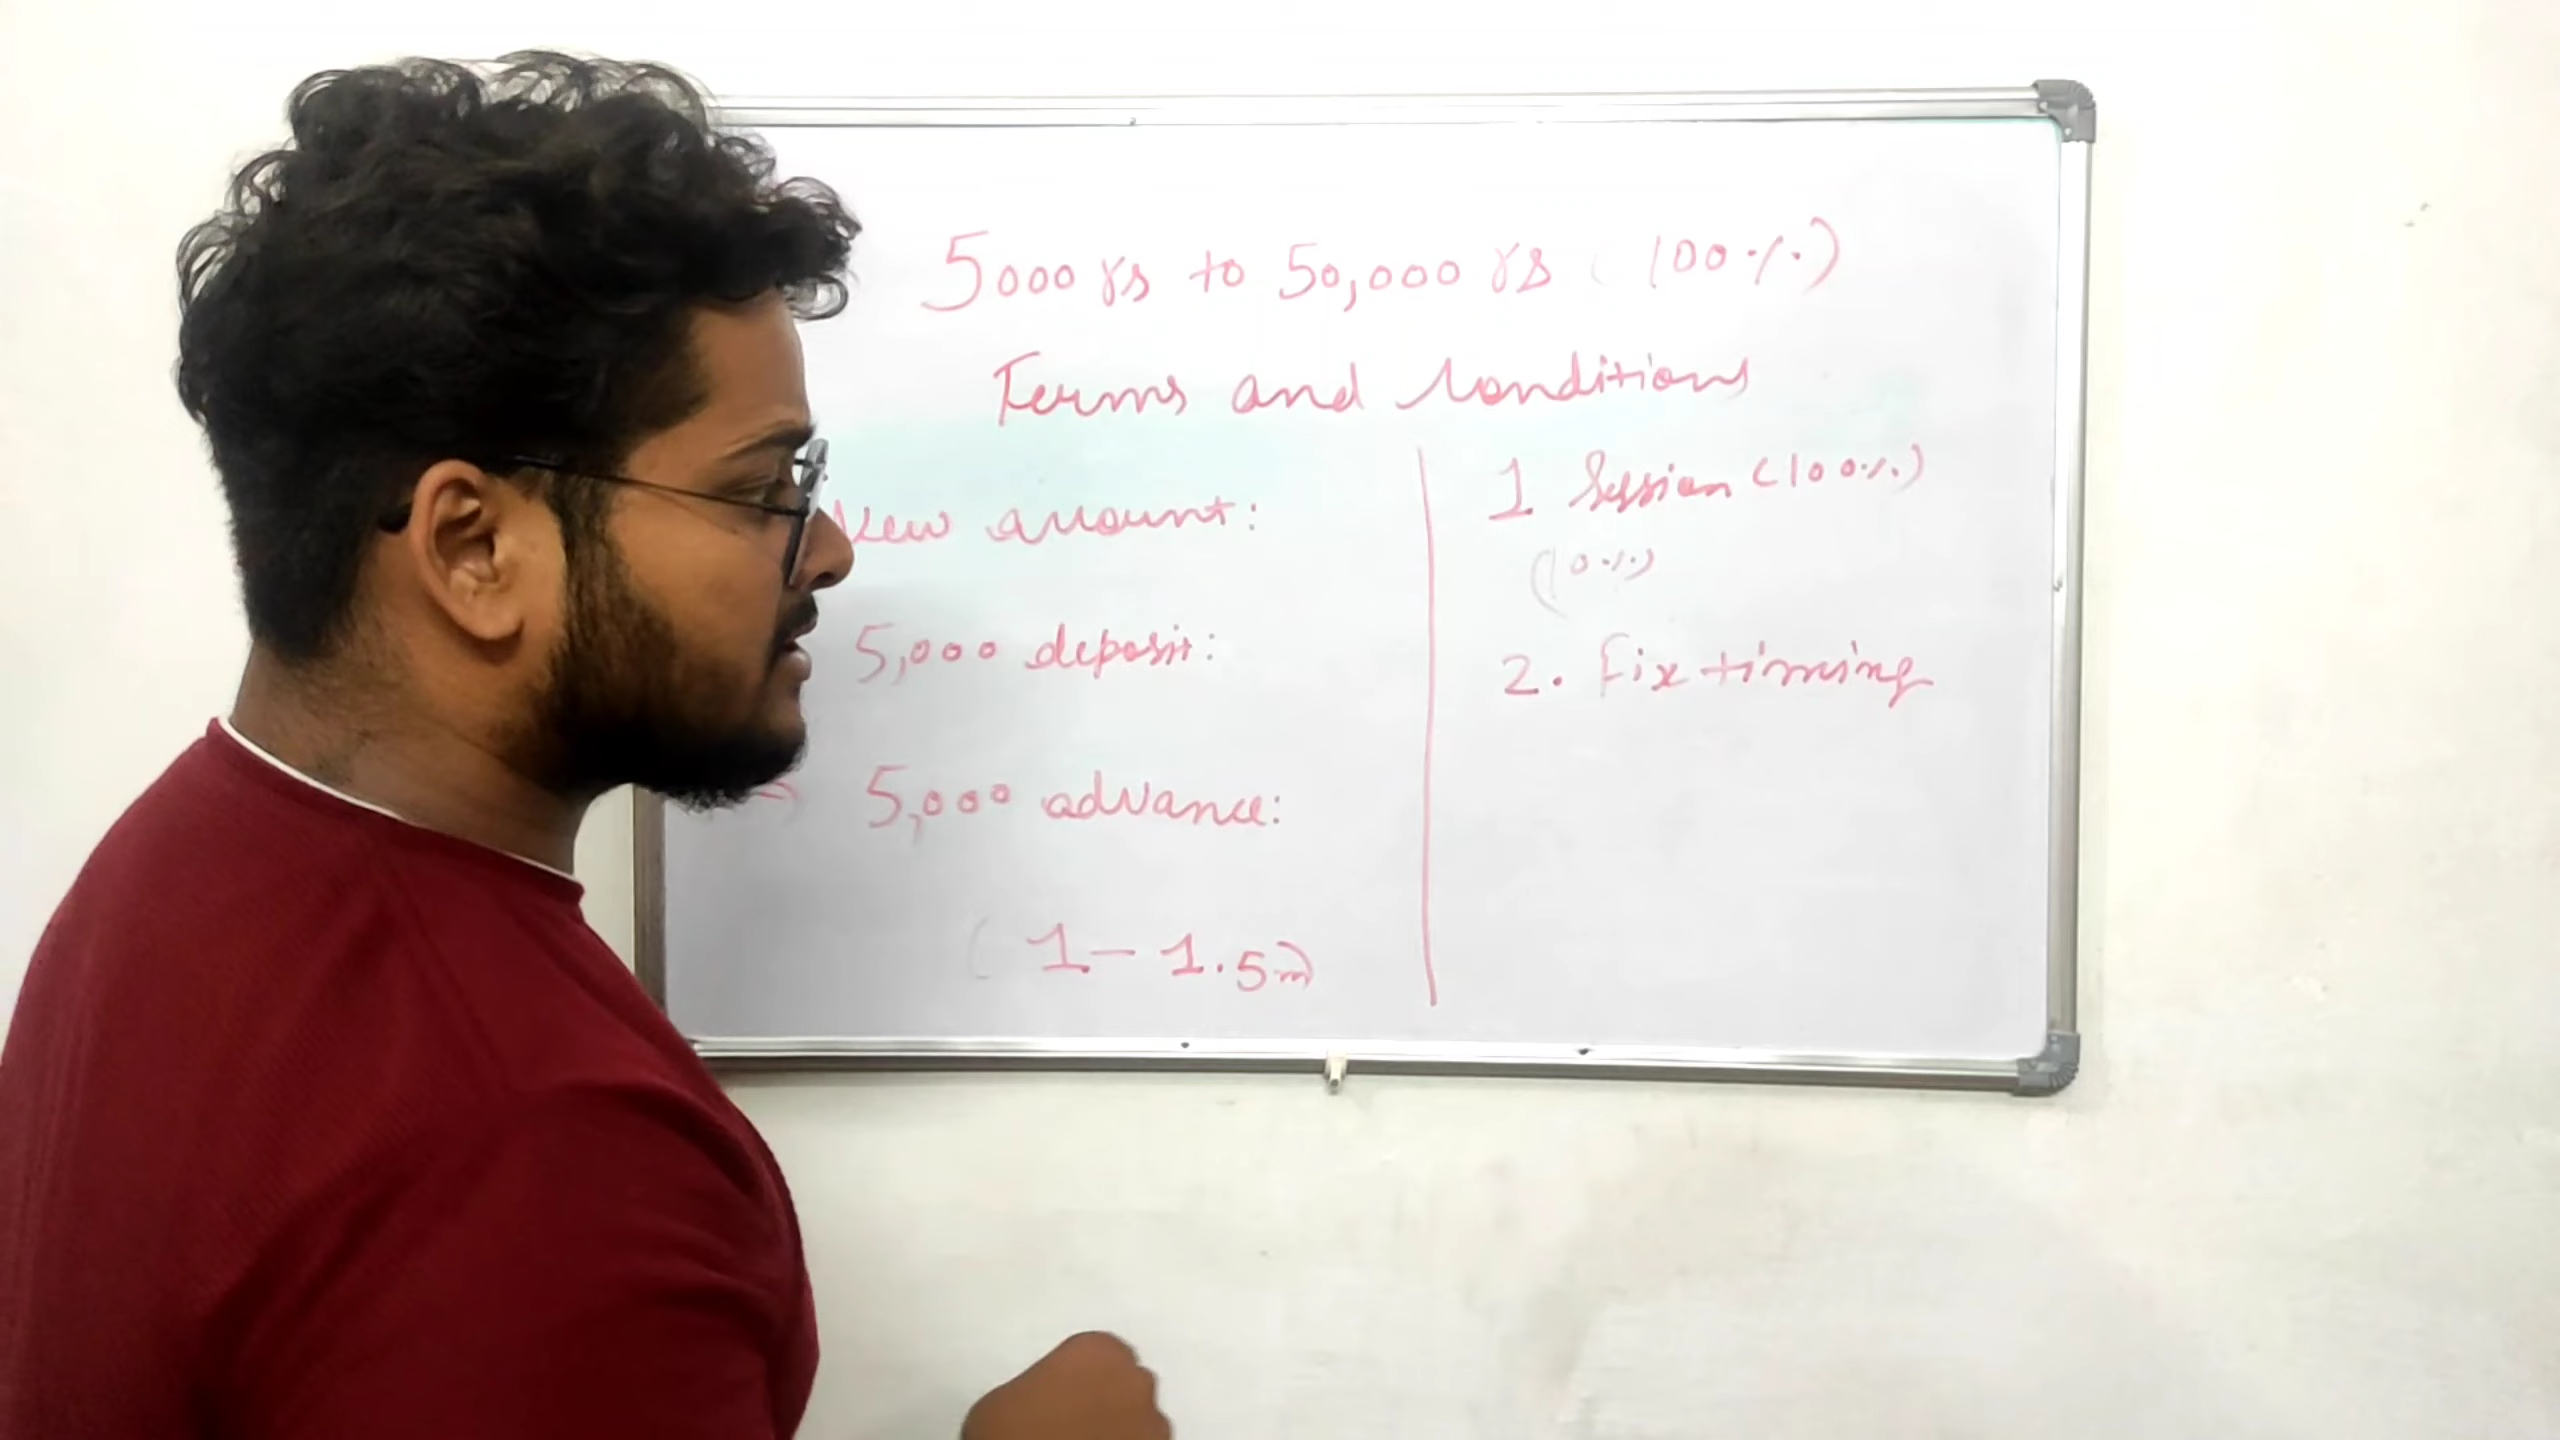 5000 rs to 50,000 rs (100%)
Terms and conditions
New account:
5,000 deposit:
⇒ 5,000 advance:
(1 - 1.5m)
1 Session (100%)
(10%)
2. Fix timing